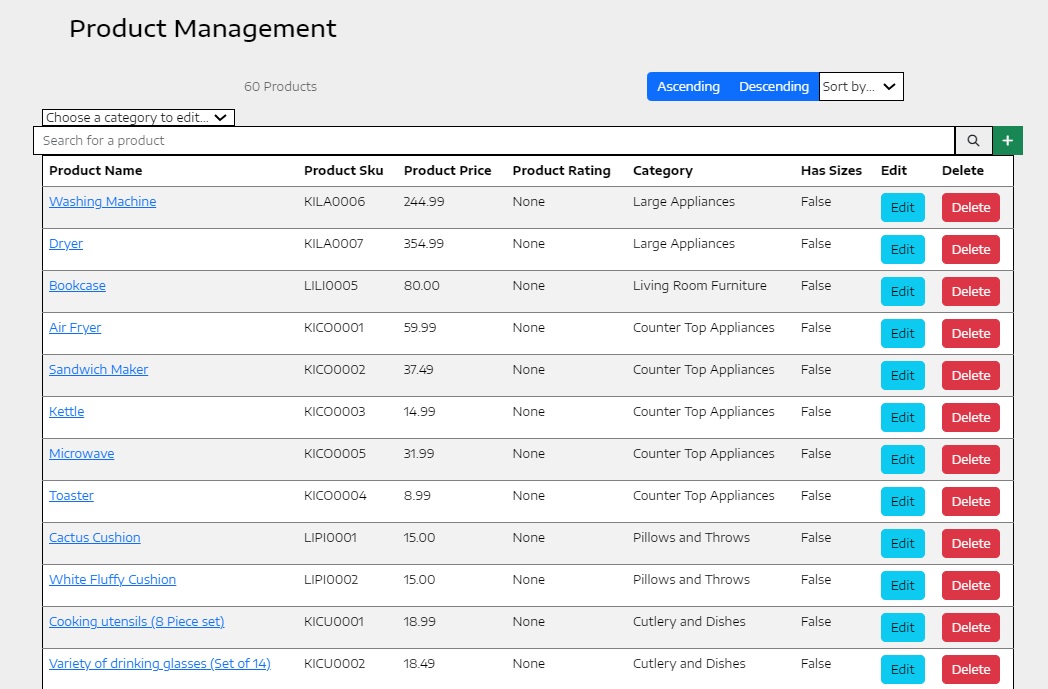 Product Management
60 Products
Ascending Descending Sort by...
Choose a category to edit...
Search for a product
+
Product Name Product Sku Product Price Product Rating Category Has Sizes Edit Delete
Washing Machine KILA0006 244.99 None Large Appliances False Edit Delete
Dryer KILA0007 354.99 None Large Appliances False Edit Delete
Bookcase LILI0005 80.00 None Living Room Furniture False Edit Delete
Air Fryer KICO0001 59.99 None Counter Top Appliances False Edit Delete
Sandwich Maker KICO0002 37.49 None Counter Top Appliances False Edit Delete
Kettle KICO0003 14.99 None Counter Top Appliances False Edit Delete
Microwave KICO0005 31.99 None Counter Top Appliances False Edit Delete
Toaster KICO0004 8.99 None Counter Top Appliances False Edit Delete
Cactus Cushion LIPI0001 15.00 None Pillows and Throws False Edit Delete
White Fluffy Cushion LIPI0002 15.00 None Pillows and Throws False Edit Delete
Cooking utensils (8 Piece set) KICU0001 18.99 None Cutlery and Dishes False Edit Delete
Variety of drinking glasses (Set of 14) KICU0002 18.49 None Cutlery and Dishes False Edit Delete